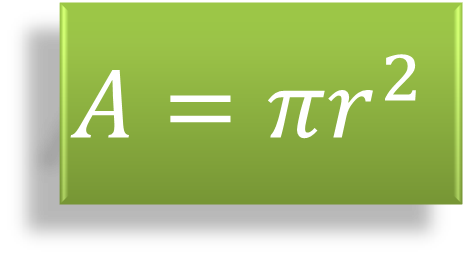 A = πr²